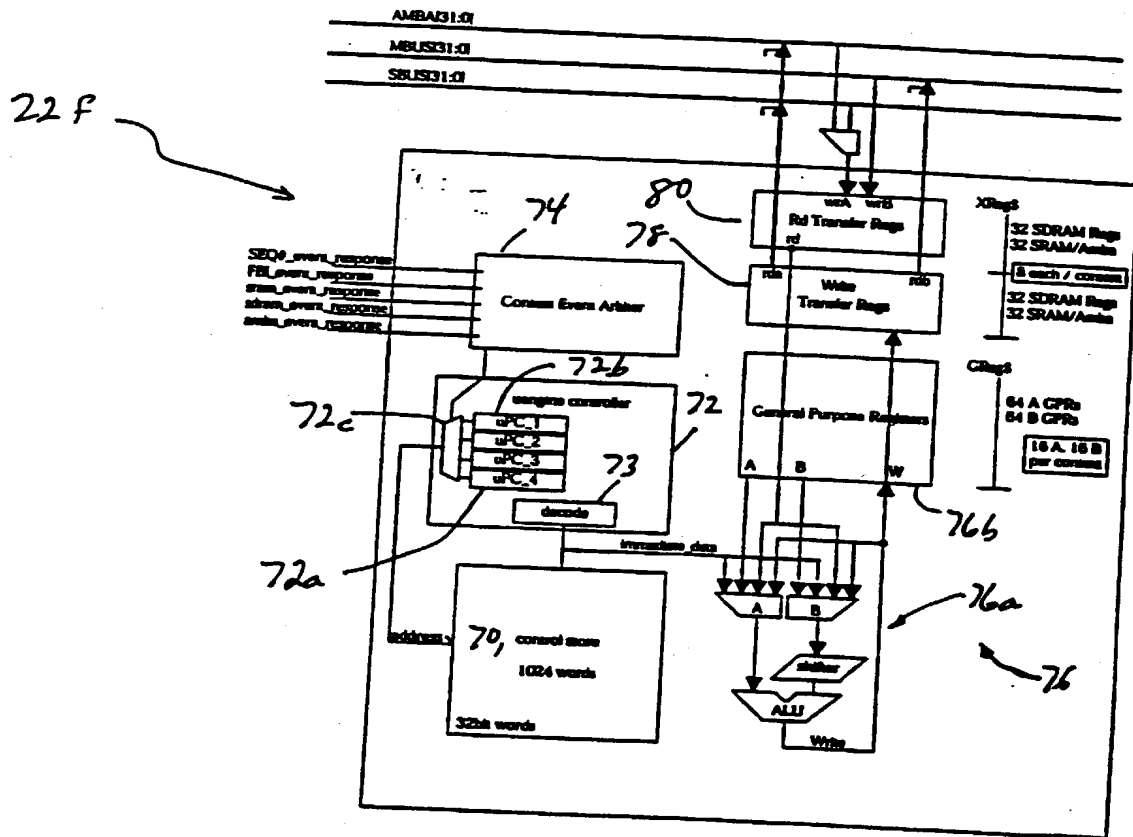 AMBA[31:0]
MBUS[31:0]
SBUS[31:0]
22 f
80
wrA wrB
Rd Transfer Regs
rd
XRegS
32 SDRAM Regs
32 SRAM/Amba
8 each / context
32 SDRAM Regs
32 SRAM/Amba
74
78
SEQ#_event_response
FBI_event_response
sram_event_response
sdram_event_response
amba_event_response
Context Event Arbiter
rda
rdb
Write
Transfer Regs
72b
72c
uengine controller
72
uPC_1
uPC_2
uPC_3
uPC_4
73
decode
72a
General Purpose Registers
A B W
GRegS
64 A GPRs
64 B GPRs
16 A, 16 B
per context
76b
immediate_data
address
70,
control store
1024 words
32bit words
A B
76a
76
shifter
ALU
Write